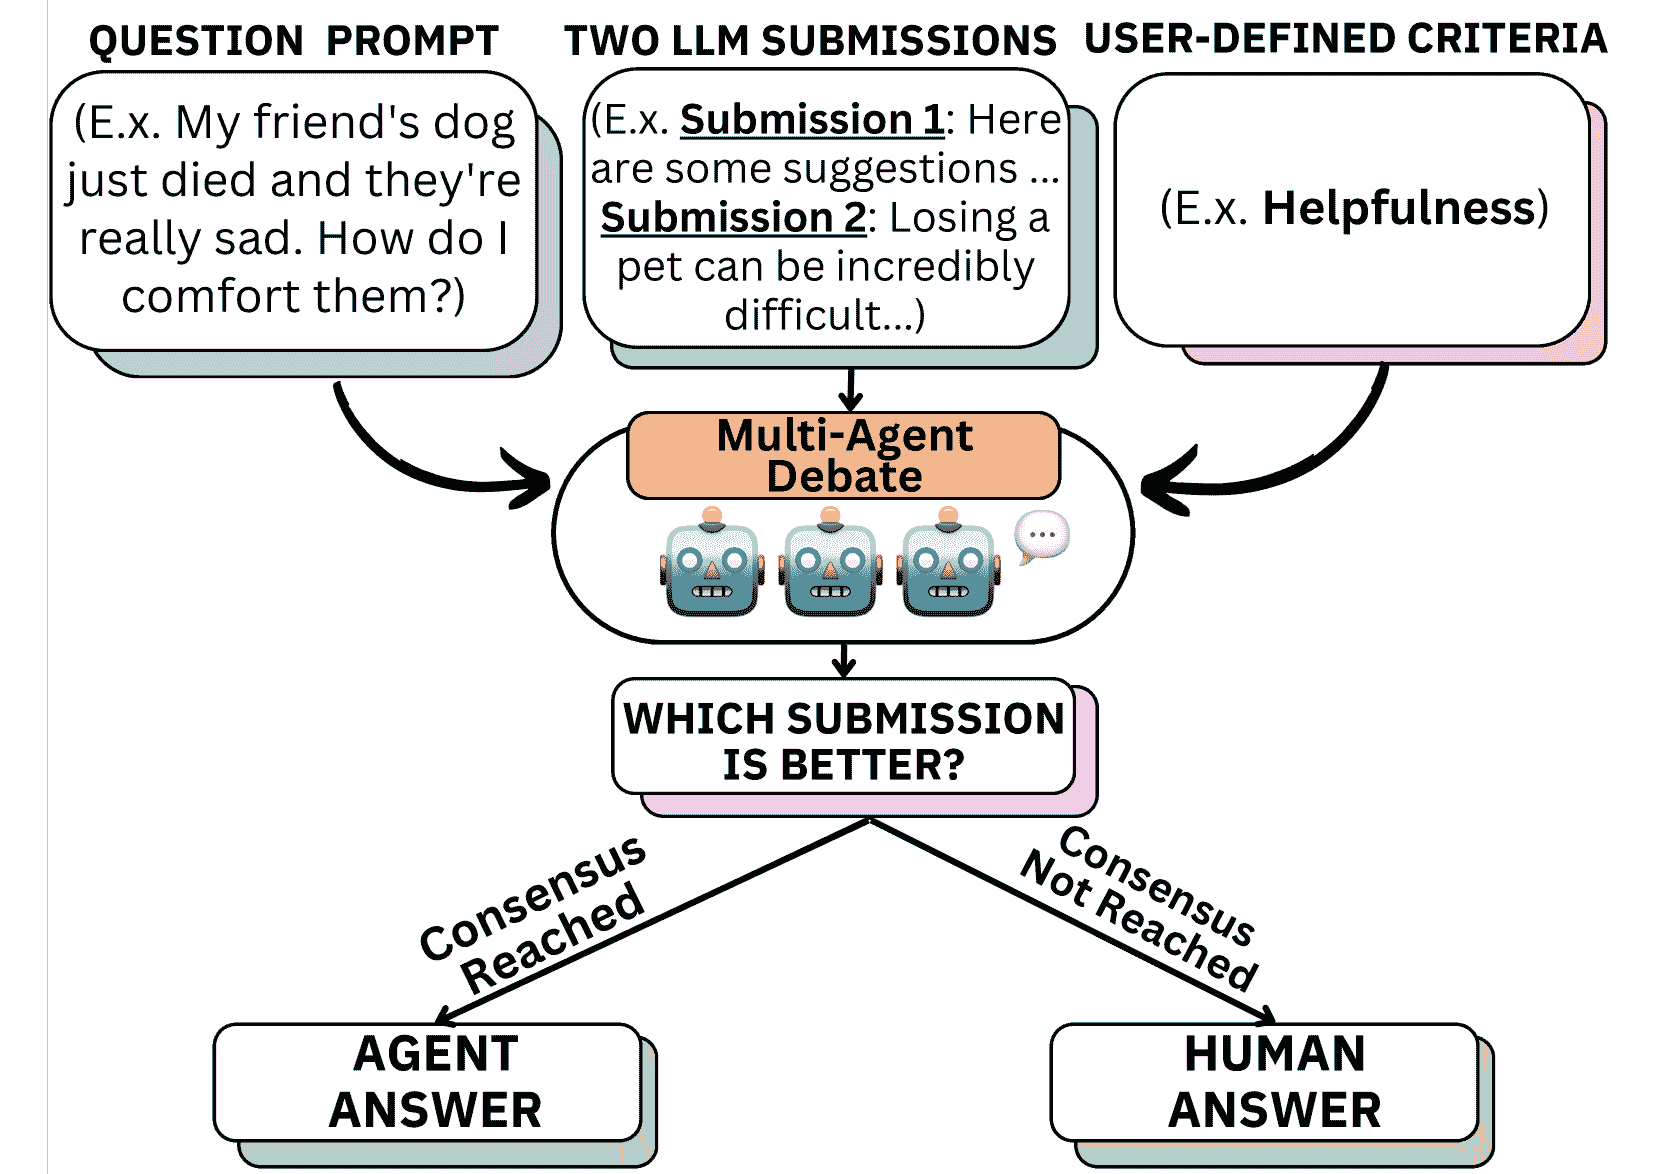 QUESTION PROMPT
(E.x. My friend's dog
just died and they're
really sad. How do I
comfort them?)
TWO LLM SUBMISSIONS
(E.x. Submission 1: Here
are some suggestions ...
Submission 2: Losing a
pet can be incredibly
difficult...)
USER-DEFINED CRITERIA
(E.x. Helpfulness)
Multi-Agent
Debate
WHICH SUBMISSION
IS BETTER?
Consensus
Reached
Consensus
Not Reached
AGENT
ANSWER
HUMAN
ANSWER